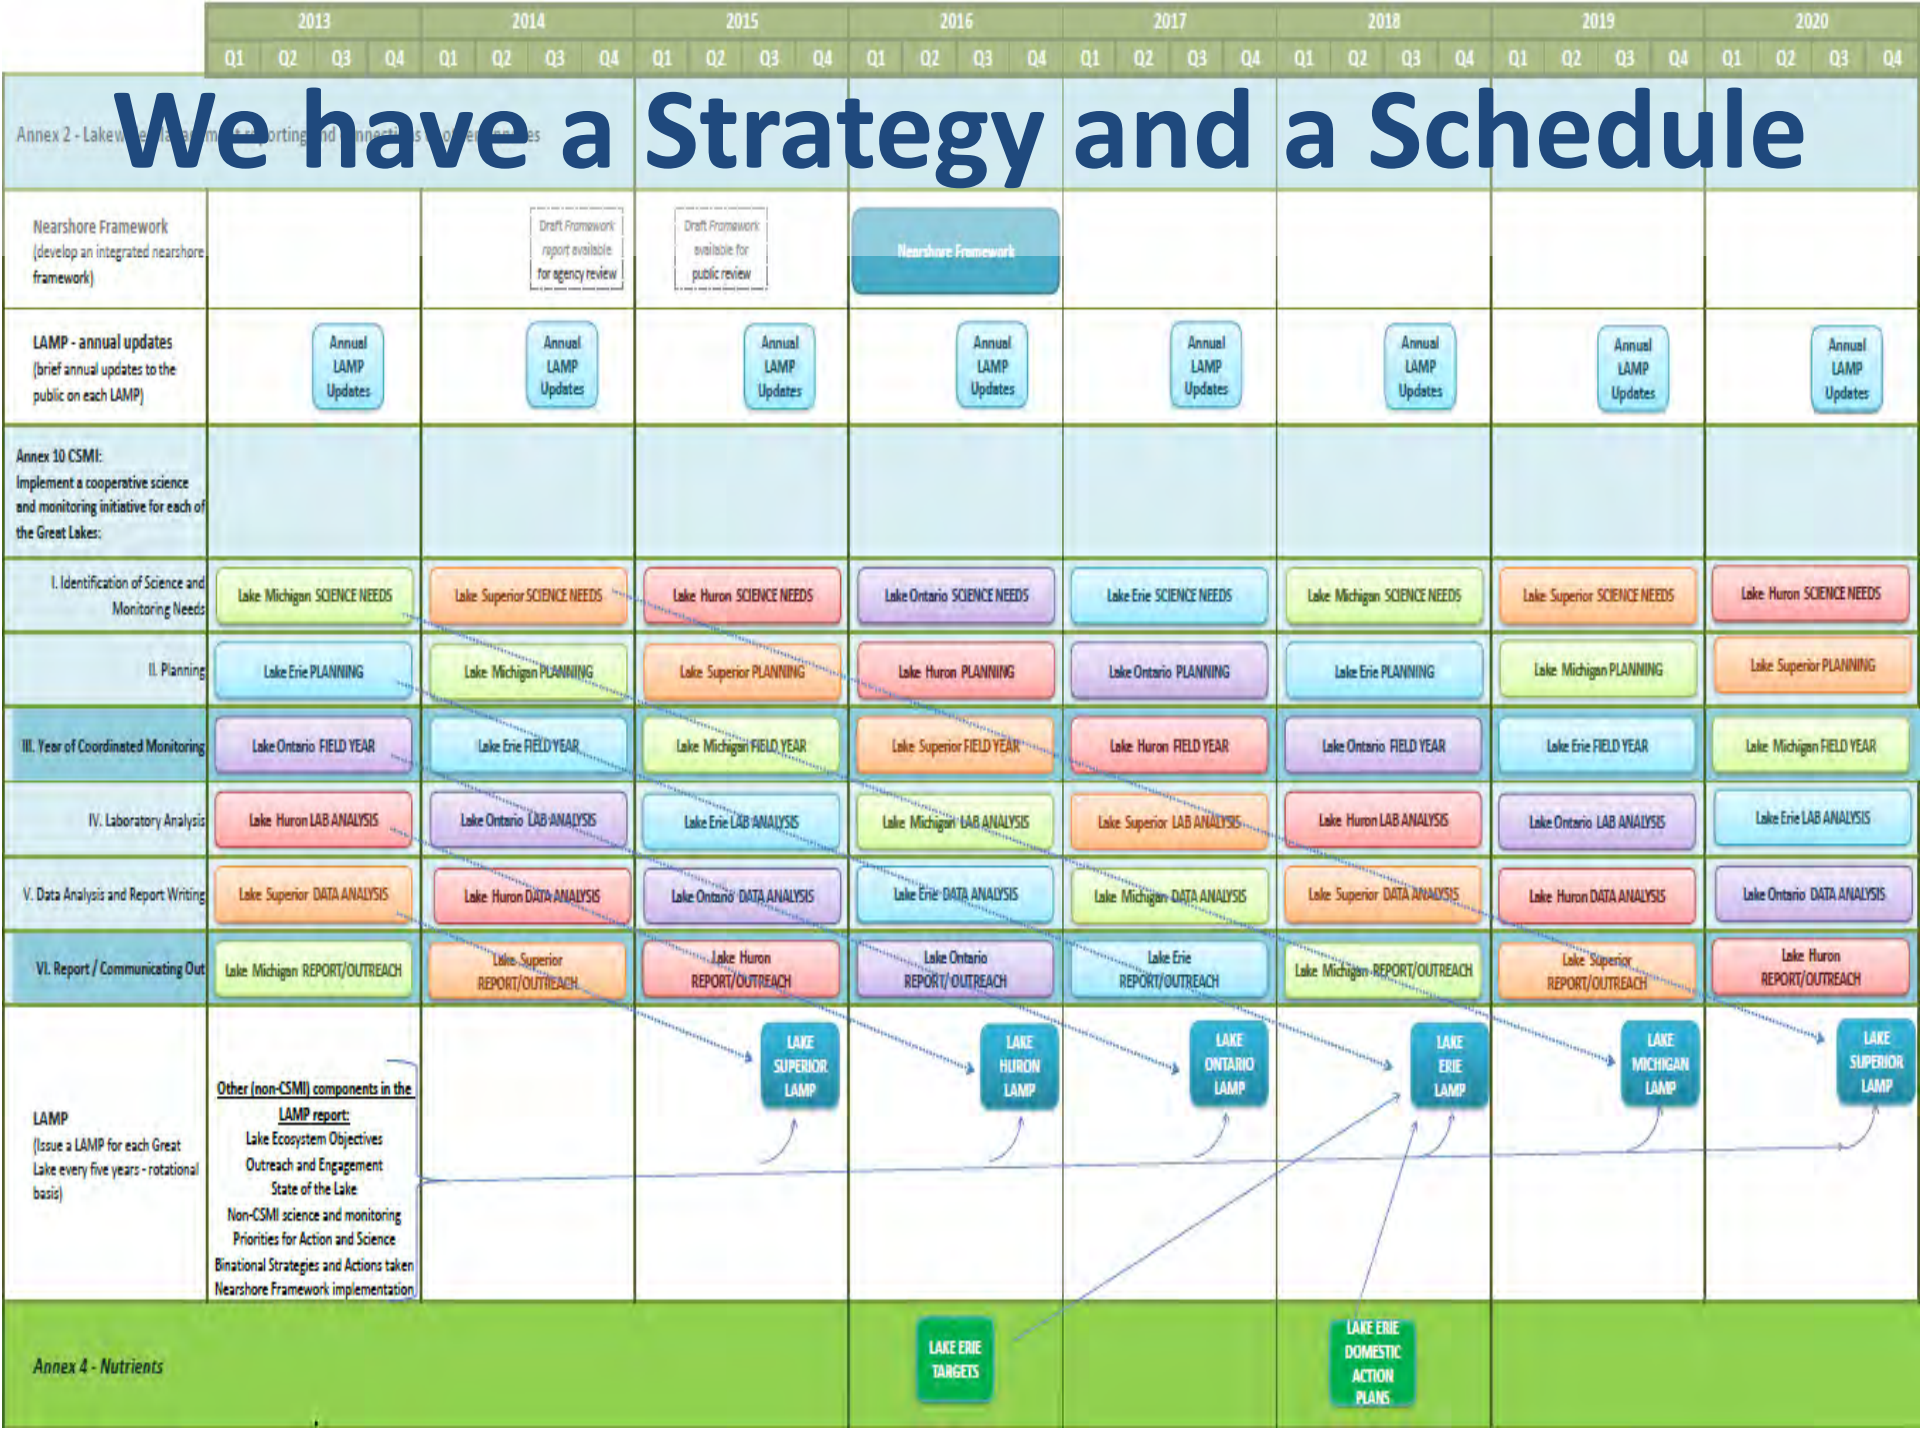 2013 2014 2015 2016 2017 2018 2019 2020
Q1 Q2 Q3 Q4 Q1 Q2 Q3 Q4 Q1 Q2 Q3 Q4 Q1 Q2 Q3 Q4 Q1 Q2 Q3 Q4 Q1 Q2 Q3 Q4 Q1 Q2 Q3 Q4 Q1 Q2 Q3 Q4
We have a Strategy and a Schedule
Annex 2 - Lakew
Nearshore Framework
(develop an integrated nearshore
framework)
Draft Framework
report available
for agency review
Draft Framework
available for
public review
Nearshore Framework
LAMP - annual updates
(brief annual updates to the
public on each LAMP)
Annual
LAMP
Updates
Annual
LAMP
Updates
Annual
LAMP
Updates
Annual
LAMP
Updates
Annual
LAMP
Updates
Annual
LAMP
Updates
Annual
LAMP
Updates
Annual
LAMP
Updates
Annex 10 CSMI:
Implement a cooperative science
and monitoring initiative for each of
the Great Lakes:
I. Identification of Science and
Monitoring Needs
Lake Michigan SCIENCE NEEDS
Lake Superior SCIENCE NEEDS
Lake Huron SCIENCE NEEDS
Lake Ontario SCIENCE NEEDS
Lake Erie SCIENCE NEEDS
Lake Michigan SCIENCE NEEDS
Lake Superior SCIENCE NEEDS
Lake Huron SCIENCE NEEDS
II. Planning
Lake Erie PLANNING
Lake Michigan PLANNING
Lake Superior PLANNING
Lake Huron PLANNING
Lake Ontario PLANNING
Lake Erie PLANNING
Lake Michigan PLANNING
Lake Superior PLANNING
III. Year of Coordinated Monitoring
Lake Ontario FIELD YEAR
Lake Erie FIELD YEAR
Lake Michigan FIELD YEAR
Lake Superior FIELD YEAR
Lake Huron FIELD YEAR
Lake Ontario FIELD YEAR
Lake Erie FIELD YEAR
Lake Michigan FIELD YEAR
IV. Laboratory Analysis
Lake Huron LAB ANALYSIS
Lake Ontario LAB ANALYSIS
Lake Erie LAB ANALYSIS
Lake Michigan LAB ANALYSIS
Lake Superior LAB ANALYSIS
Lake Huron LAB ANALYSIS
Lake Ontario LAB ANALYSIS
Lake Erie LAB ANALYSIS
V. Data Analysis and Report Writing
Lake Superior DATA ANALYSIS
Lake Huron DATA ANALYSIS
Lake Ontario DATA ANALYSIS
Lake Erie DATA ANALYSIS
Lake Michigan DATA ANALYSIS
Lake Superior DATA ANALYSIS
Lake Huron DATA ANALYSIS
Lake Ontario DATA ANALYSIS
VI. Report / Communicating Out
Lake Michigan REPORT/OUTREACH
Lake Superior
REPORT/OUTREACH
Lake Huron
REPORT/OUTREACH
Lake Ontario
REPORT/OUTREACH
Lake Erie
REPORT/OUTREACH
Lake Michigan REPORT/OUTREACH
Lake Superior
REPORT/OUTREACH
Lake Huron
REPORT/OUTREACH
LAMP
(Issue a LAMP for each Great
Lake every five years - rotational
basis)
Other (non-CSMI) components in the
LAMP report:
Lake Ecosystem Objectives
Outreach and Engagement
State of the Lake
Non-CSMI science and monitoring
Priorities for Action and Science
Binational Strategies and Actions taken
Nearshore Framework implementation
LAKE
SUPERIOR
LAMP
LAKE
HURON
LAMP
LAKE
ONTARIO
LAMP
LAKE
ERIE
LAMP
LAKE
MICHIGAN
LAMP
LAKE
SUPERIOR
LAMP
Annex 4 - Nutrients
LAKE ERIE
TARGETS
LAKE ERIE
DOMESTIC
ACTION
PLANS